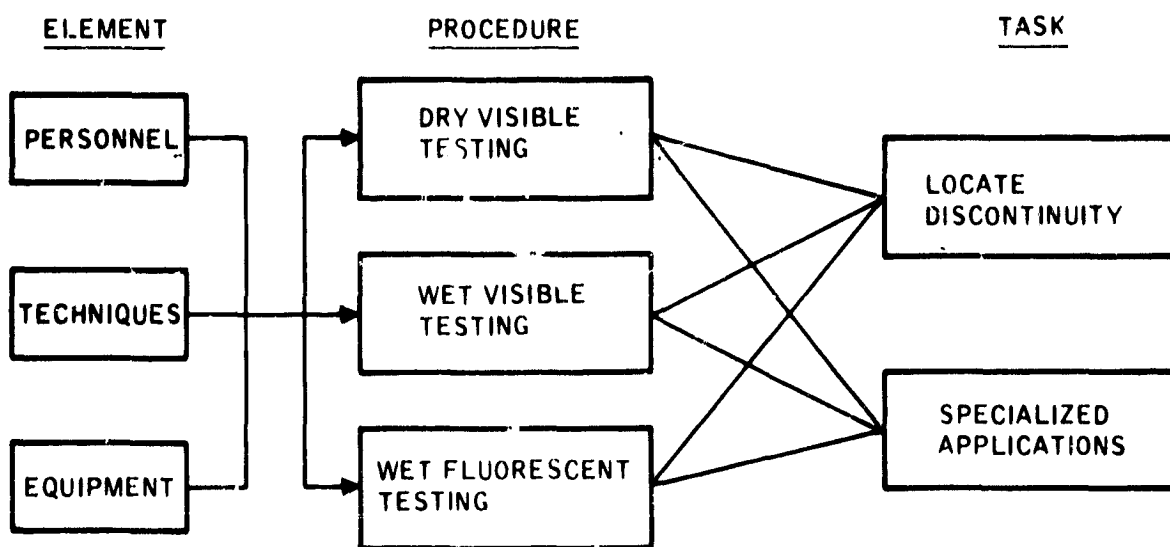 ELEMENT
PROCEDURE
TASK
PERSONNEL
TECHNIQUES
EQUIPMENT
DRY VISIBLE
TESTING
WET VISIBLE
TESTING
WET FLUORESCENT
TESTING
LOCATE
DISCONTINUITY
SPECIALIZED
APPLICATIONS